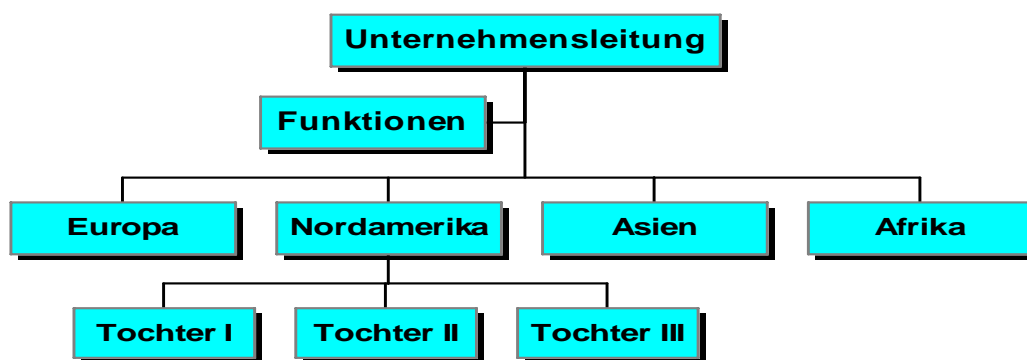 Unternehmensleitung
Funktionen
Europa
Nordamerika
Asien
Afrika
Tochter I
Tochter II
Tochter III